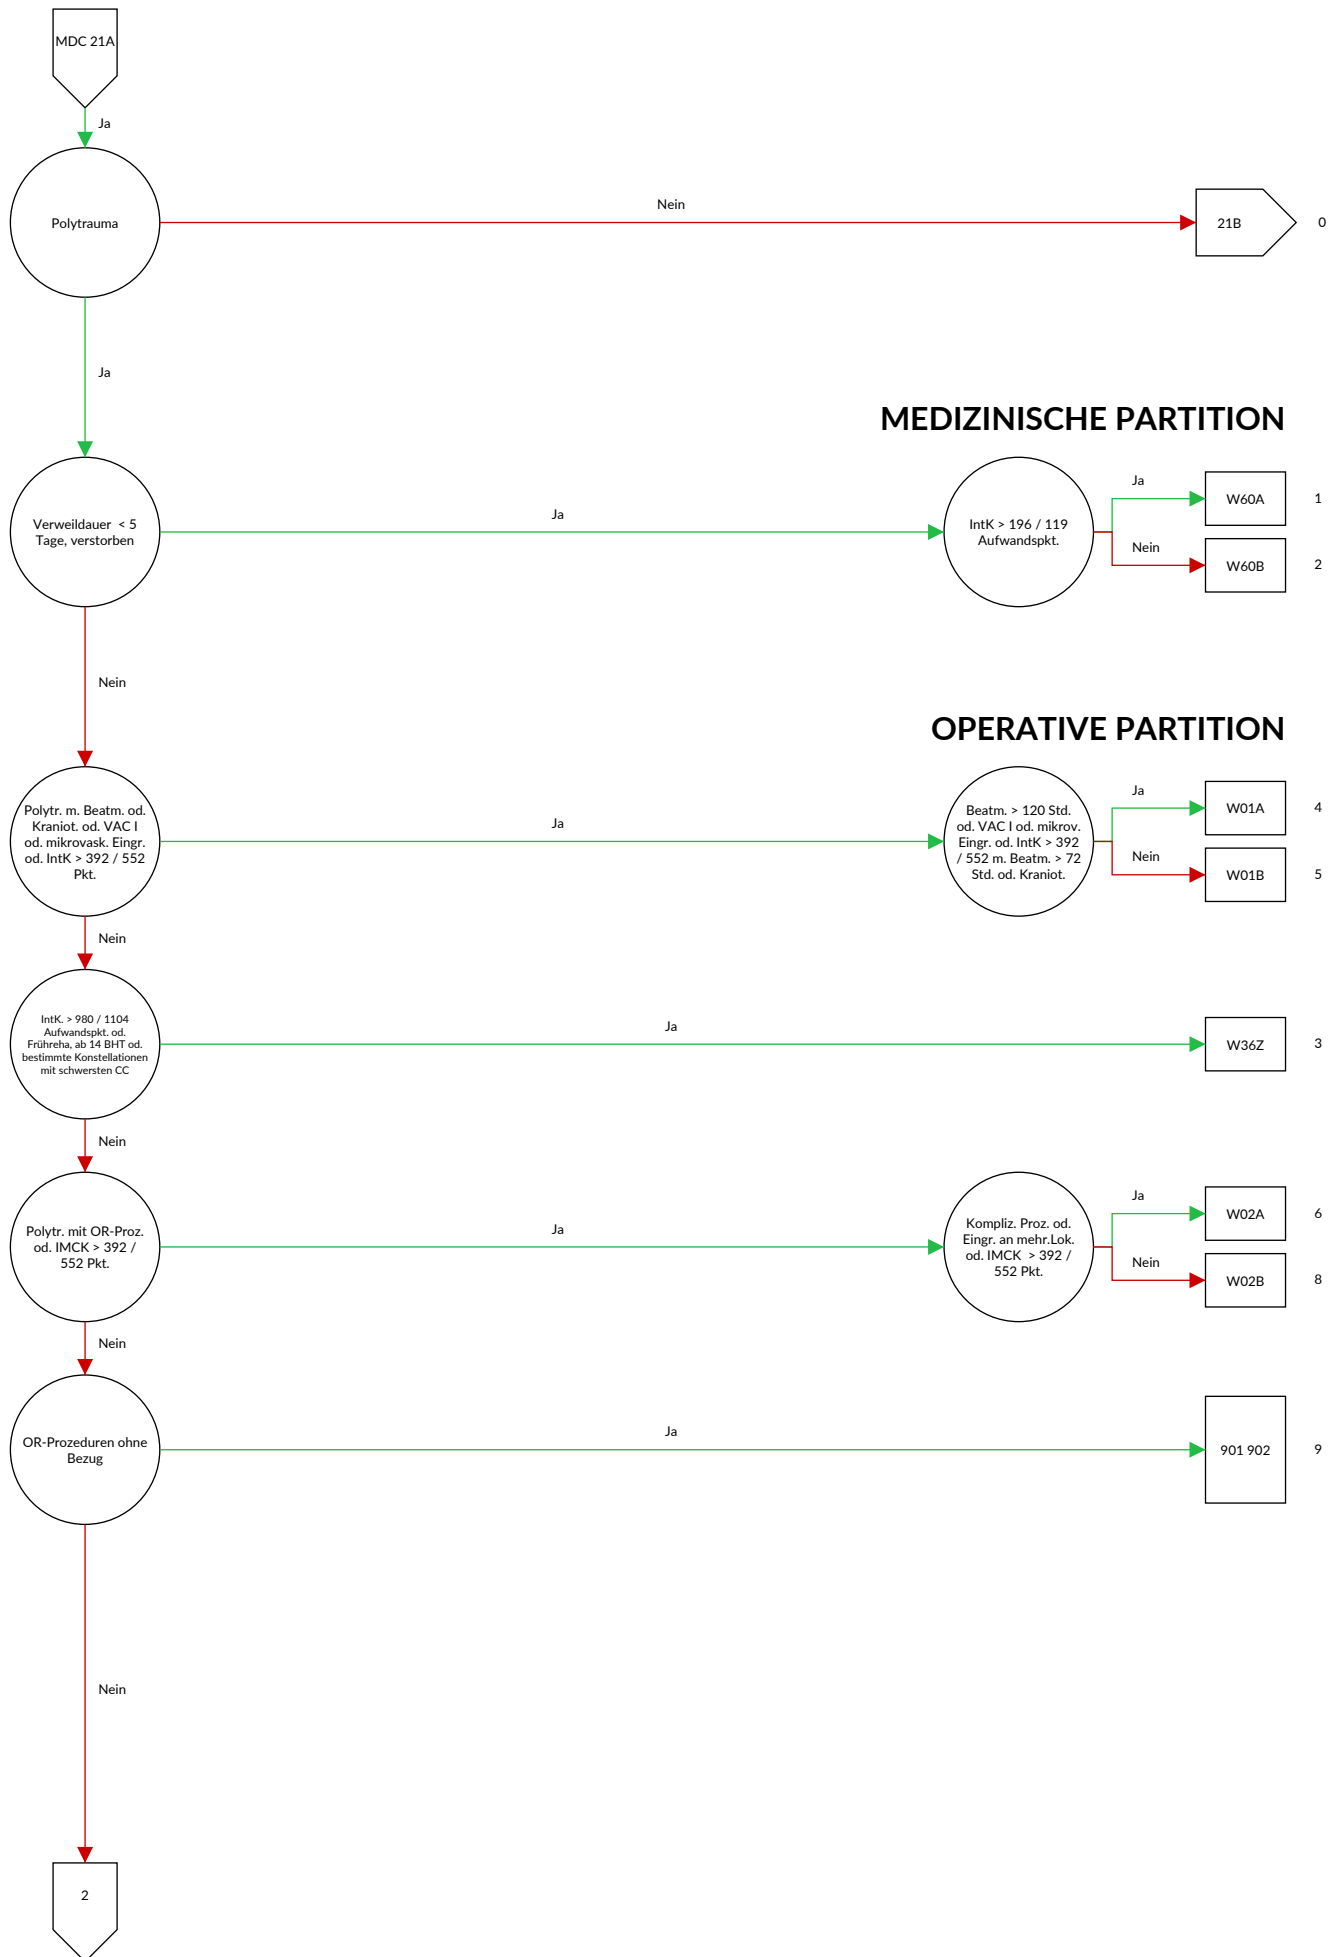 MDC 21A
Ja
Polytrauma
Nein
21B
0
Ja
MEDIZINISCHE PARTITION
Verweildauer < 5
Tage, verstorben
Ja
IntK > 196 / 119
Aufwandspkt.
Ja
W60A
1
Nein
W60B
2
Nein
OPERATIVE PARTITION
Polytr. m. Beatm. od.
Kraniot. od. VAC I
od. mikrovask. Eingr.
od. IntK > 392 / 552
Pkt.
Ja
Beatm. > 120 Std.
od. VAC I od. mikrov.
Eingr. od. IntK > 392
/ 552 m. Beatm. > 72
Std. od. Kraniot.
Ja
W01A
4
Nein
W01B
5
Nein
IntK. > 980 / 1104
Aufwandspkt. od.
Frühreha, ab 14 BHT od.
bestimmte Konstellationen
mit schwersten CC
Ja
W36Z
3
Nein
Polytr. mit OR-Proz.
od. IMCK > 392 /
552 Pkt.
Ja
Kompliz. Proz. od.
Eingr. an mehr.Lok.
od. IMCK > 392 /
552 Pkt.
Ja
W02A
6
Nein
W02B
8
Nein
OR-Prozeduren ohne
Bezug
Ja
901 902
9
Nein
2